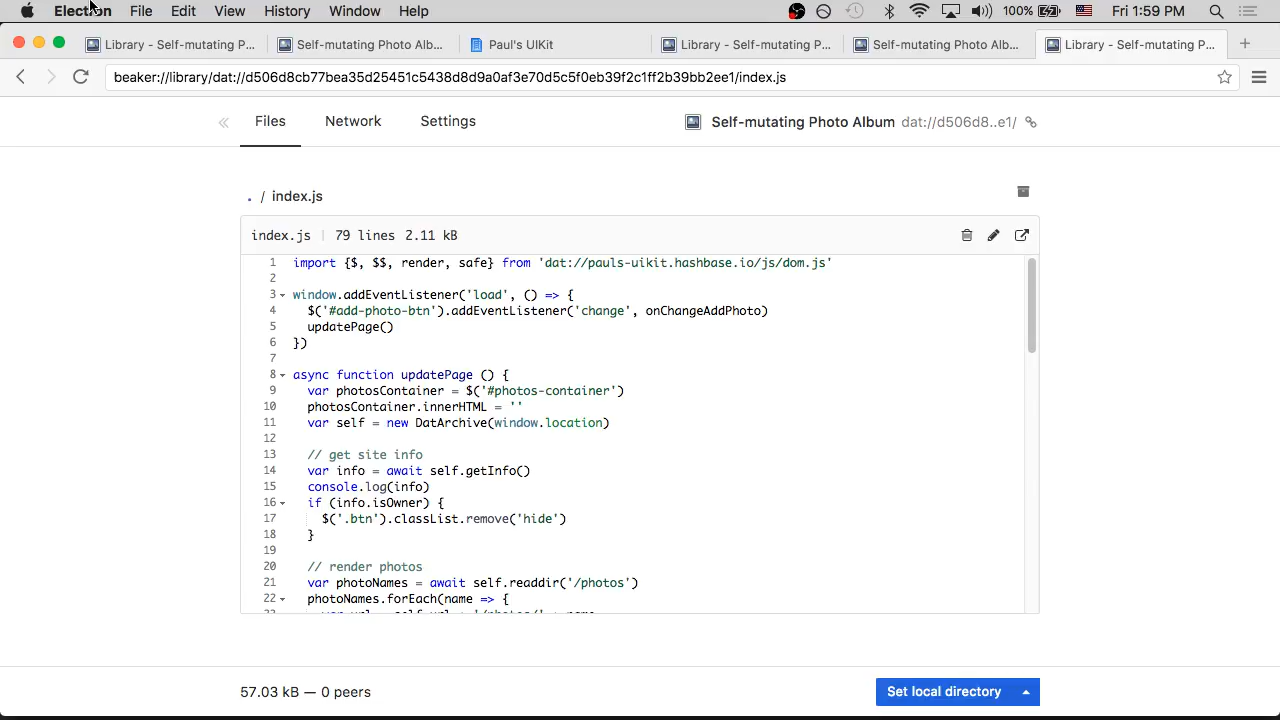 Electron File Edit View History Window Help 100% Fri 1:59 PM
Library - Self-mutating P... Self-mutating Photo Alb... Paul's UIKit Library - Self-mutating P... Self-mutating Photo Alb... Library - Self-mutating P...
beaker://library/dat://d506d8cb77bea35d25451c5438d8d9a0af3e70d5c5f0eb39f2c1ff2b39bb2ee1/index.js
Files Network Settings Self-mutating Photo Album dat://d506d8..e1/
. / index.js
index.js | 79 lines 2.11 kB
1 import {$, $$, render, safe} from 'dat://pauls-uikit.hashbase.io/js/dom.js'
2
3 window.addEventListener('load', () => {
4 $('#add-photo-btn').addEventListener('change', onChangeAddPhoto)
5 updatePage()
6 })
7
8 async function updatePage () {
9 var photosContainer = $('#photos-container')
10 photosContainer.innerHTML = ''
11 var self = new DatArchive(window.location)
12
13 // get site info
14 var info = await self.getInfo()
15 console.log(info)
16 if (info.isOwner) {
17 $('.btn').classList.remove('hide')
18 }
19
20 // render photos
21 var photoNames = await self.readdir('/photos')
22 photoNames.forEach(name => {
57.03 kB — 0 peers Set local directory